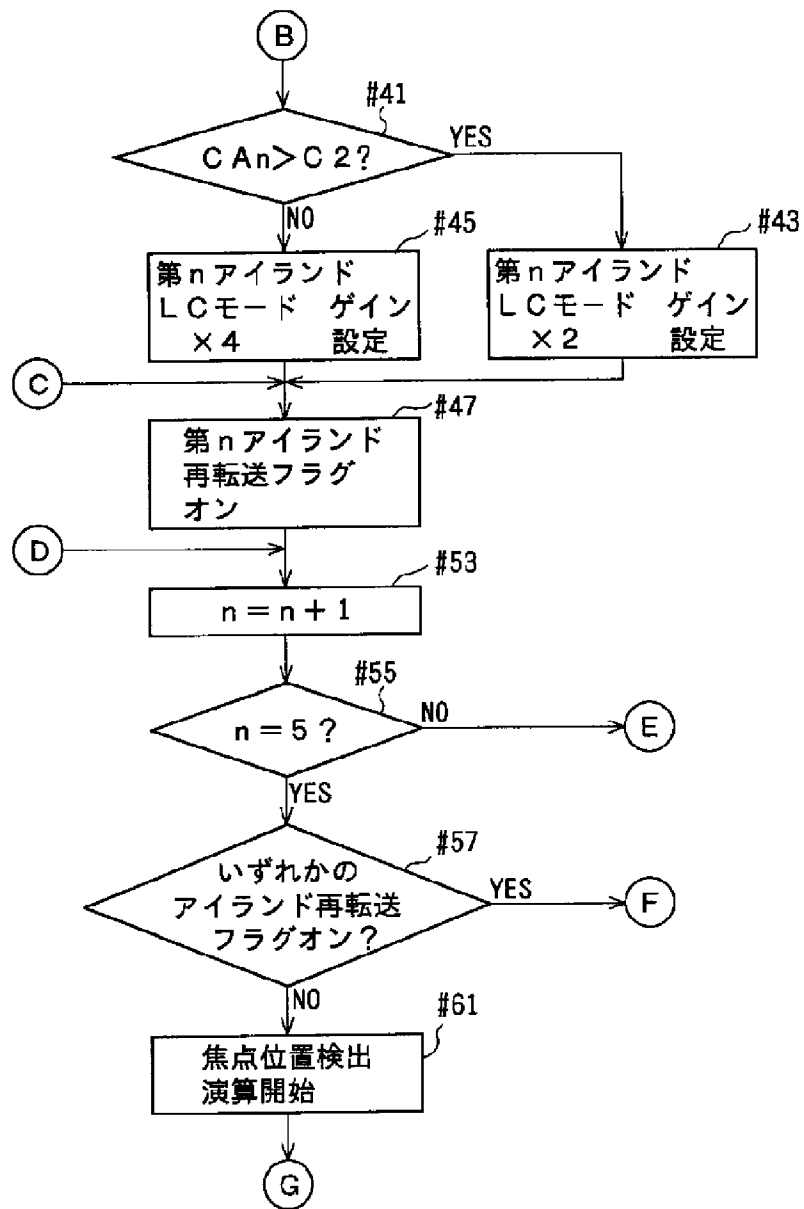 B
#41
CAn>C2?
YES
NO
#45
第nアイランド
LCモード ゲイン
×4 設定
#43
第nアイランド
LCモード ゲイン
×2 設定
C
#47
第nアイランド
再転送フラグ
オン
D
#53
n=n+1
#55
n=5?
NO
E
YES
#57
いずれかの
アイランド再転送
フラグオン?
YES
F
NO
#61
焦点位置検出
演算開始
G